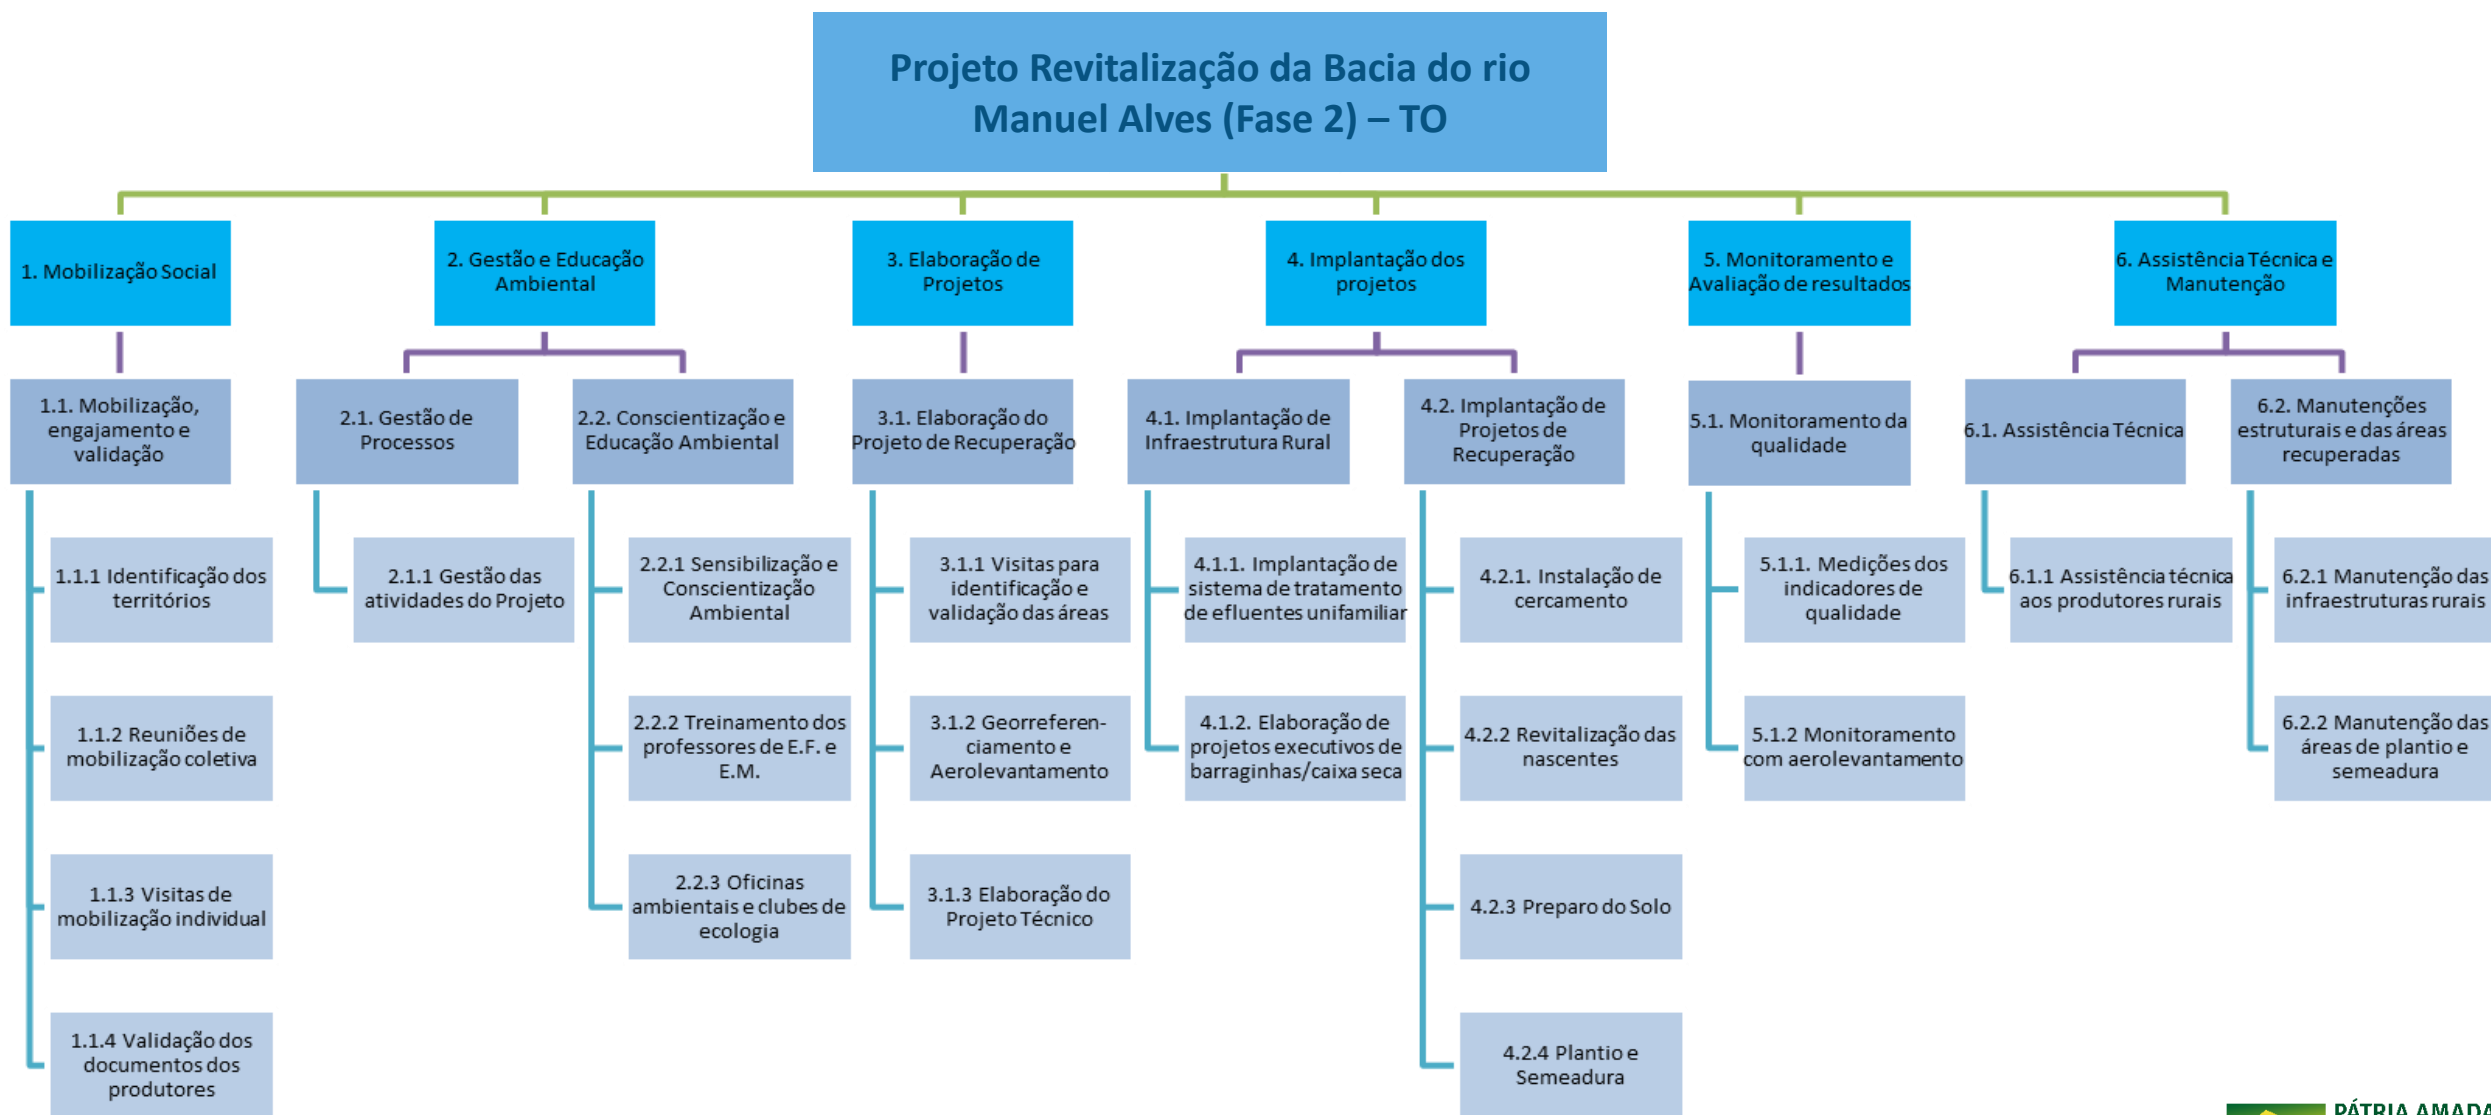 Projeto Revitalização da Bacia do rio
Manuel Alves (Fase 2) – TO
1. Mobilização Social
2. Gestão e Educação
Ambiental
3. Elaboração de
Projetos
4. Implantação dos
projetos
5. Monitoramento e
Avaliação de resultados
6. Assistência Técnica e
Manutenção
1.1. Mobilização,
engajamento e
validação
2.1. Gestão de
Processos
2.2. Conscientização e
Educação Ambiental
3.1. Elaboração do
Projeto de Recuperação
4.1. Implantação de
Infraestrutura Rural
4.2. Implantação de
Projetos de
Recuperação
5.1. Monitoramento da
qualidade
6.1. Assistência Técnica
6.2. Manutenções
estruturais e das áreas
recuperadas
1.1.1 Identificação dos
territórios
2.1.1 Gestão das
atividades do Projeto
2.2.1 Sensibilização e
Conscientização
Ambiental
3.1.1 Visitas para
identificação e
validação das áreas
4.1.1. Implantação de
sistema de tratamento
de efluentes unifamiliar
4.2.1. Instalação de
cercamento
5.1.1. Medições dos
indicadores de
qualidade
6.1.1 Assistência técnica
aos produtores rurais
6.2.1 Manutenção das
infraestruturas rurais
1.1.2 Reuniões de
mobilização coletiva
2.2.2 Treinamento dos
professores de E.F. e
E.M.
3.1.2 Georreferen-
ciamento e
Aerolevantamento
4.1.2. Elaboração de
projetos executivos de
barraginhas/caixa seca
4.2.2 Revitalização das
nascentes
5.1.2 Monitoramento
com aerolevantamento
6.2.2 Manutenção das
áreas de plantio e
semeadura
1.1.3 Visitas de
mobilização individual
2.2.3 Oficinas
ambientais e clubes de
ecologia
3.1.3 Elaboração do
Projeto Técnico
4.2.3 Preparo do Solo
1.1.4 Validação dos
documentos dos
produtores
4.2.4 Plantio e
Semeadura
PÁTRIA AMADA